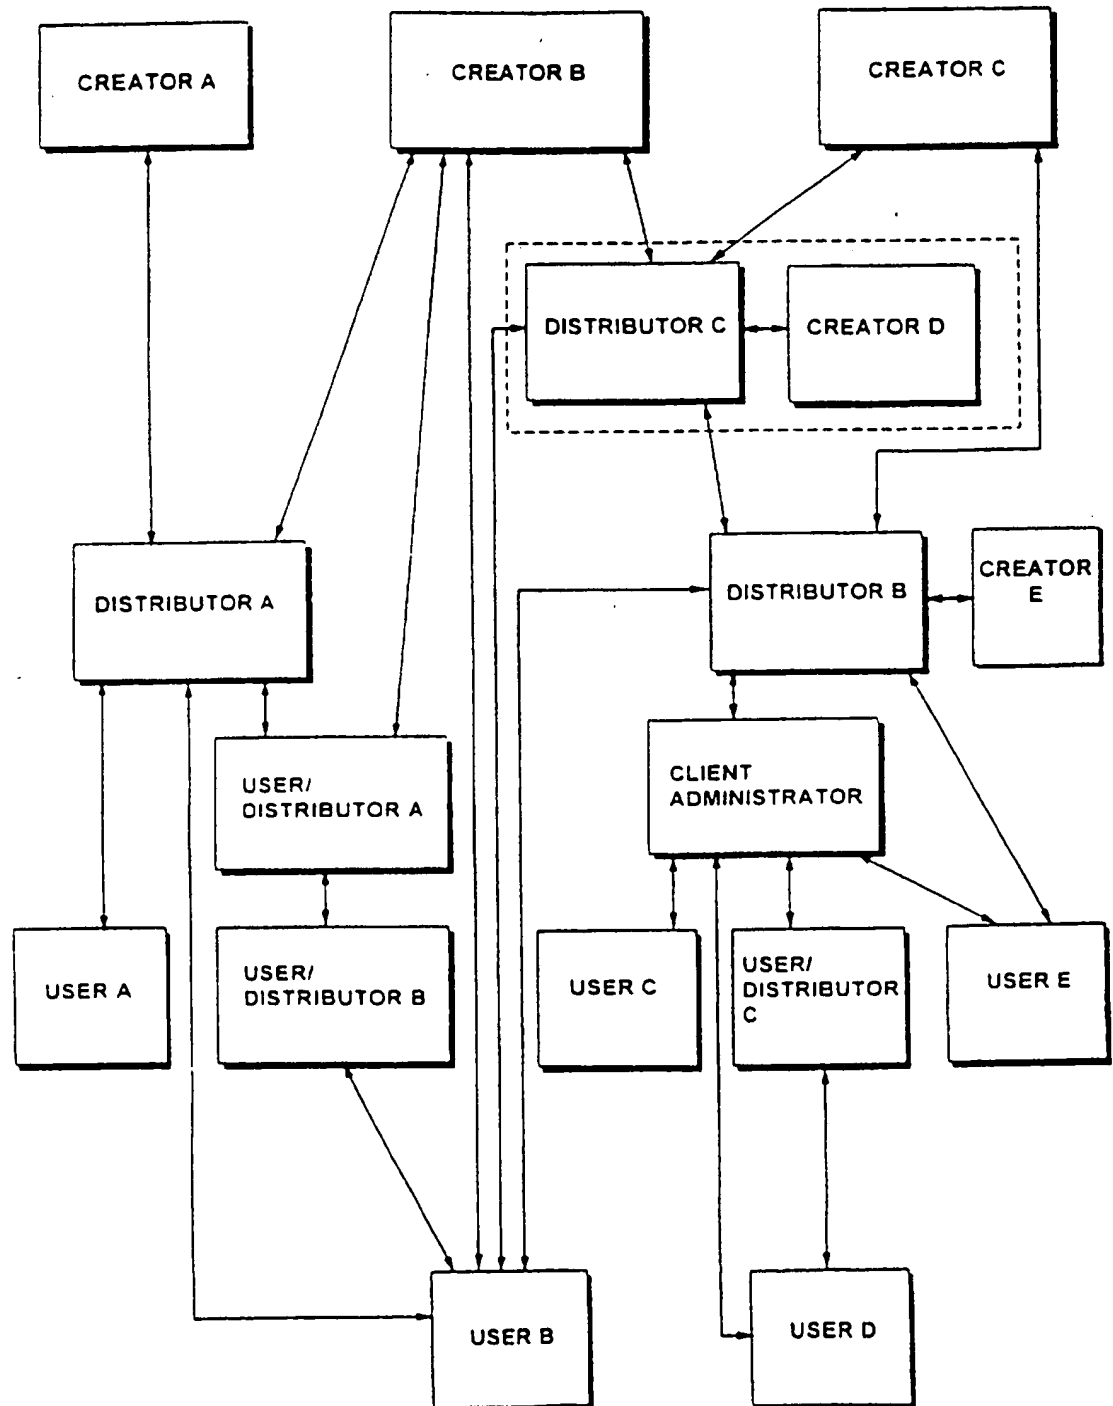 CREATOR A
CREATOR B
CREATOR C
DISTRIBUTOR C
CREATOR D
DISTRIBUTOR A
DISTRIBUTOR B
CREATOR
E
USER/
DISTRIBUTOR A
CLIENT
ADMINISTRATOR
USER A
USER/
DISTRIBUTOR B
USER C
USER/
DISTRIBUTOR
C
USER E
USER B
USER D